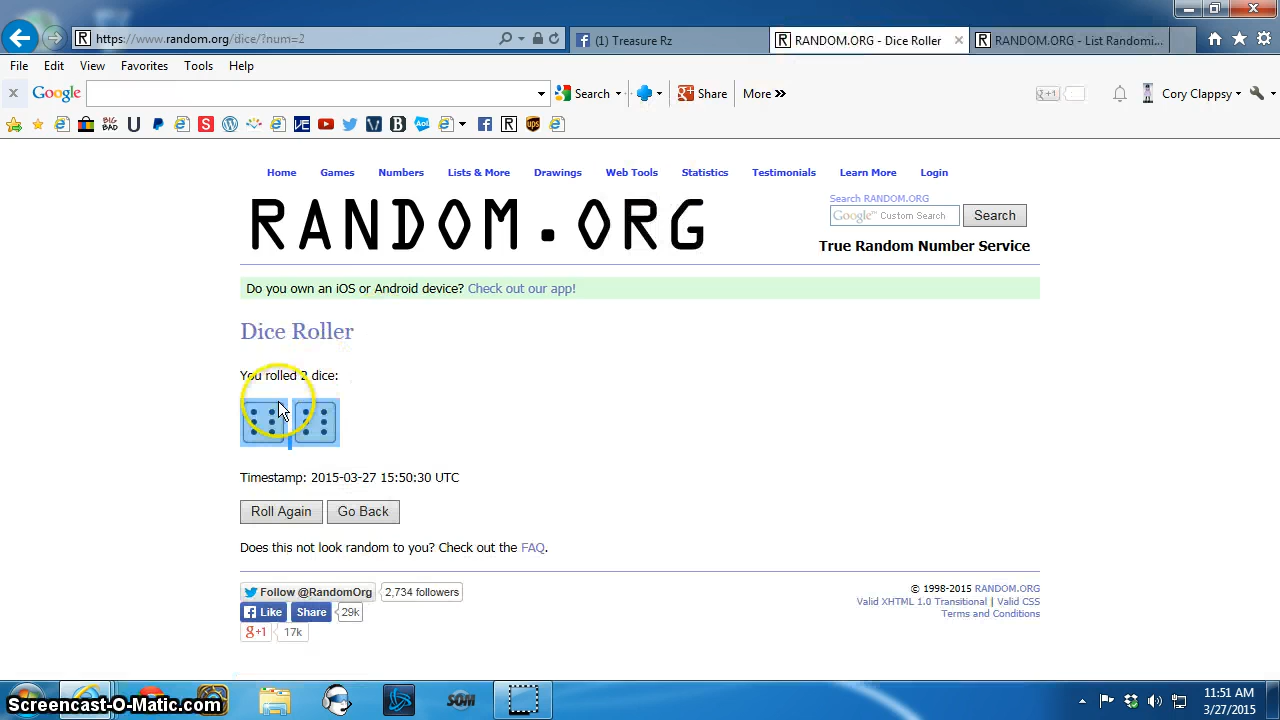 https://www.random.org/dice/?num=2
(1) Treasure Rz
RANDOM.ORG - Dice Roller
RANDOM.ORG - List Randomi...
File Edit View Favorites Tools Help
Google
Search
Share
More
Cory Clappsy
Home Games Numbers Lists & More Drawings Web Tools Statistics Testimonials Learn More Login
RANDOM.ORG
Search RANDOM.ORG
Google™ Custom Search
Search
True Random Number Service
Do you own an iOS or Android device? Check out our app!
Dice Roller
You rolled 2 dice:
Timestamp: 2015-03-27 15:50:30 UTC
Roll Again Go Back
Does this not look random to you? Check out the FAQ.
Follow @RandomOrg 2,734 followers
Like Share 29k
g+1 17k
© 1998-2015 RANDOM.ORG
Valid XHTML 1.0 Transitional | Valid CSS
Terms and Conditions
Screencast-O-Matic.com
SOM
11:51 AM
3/27/2015